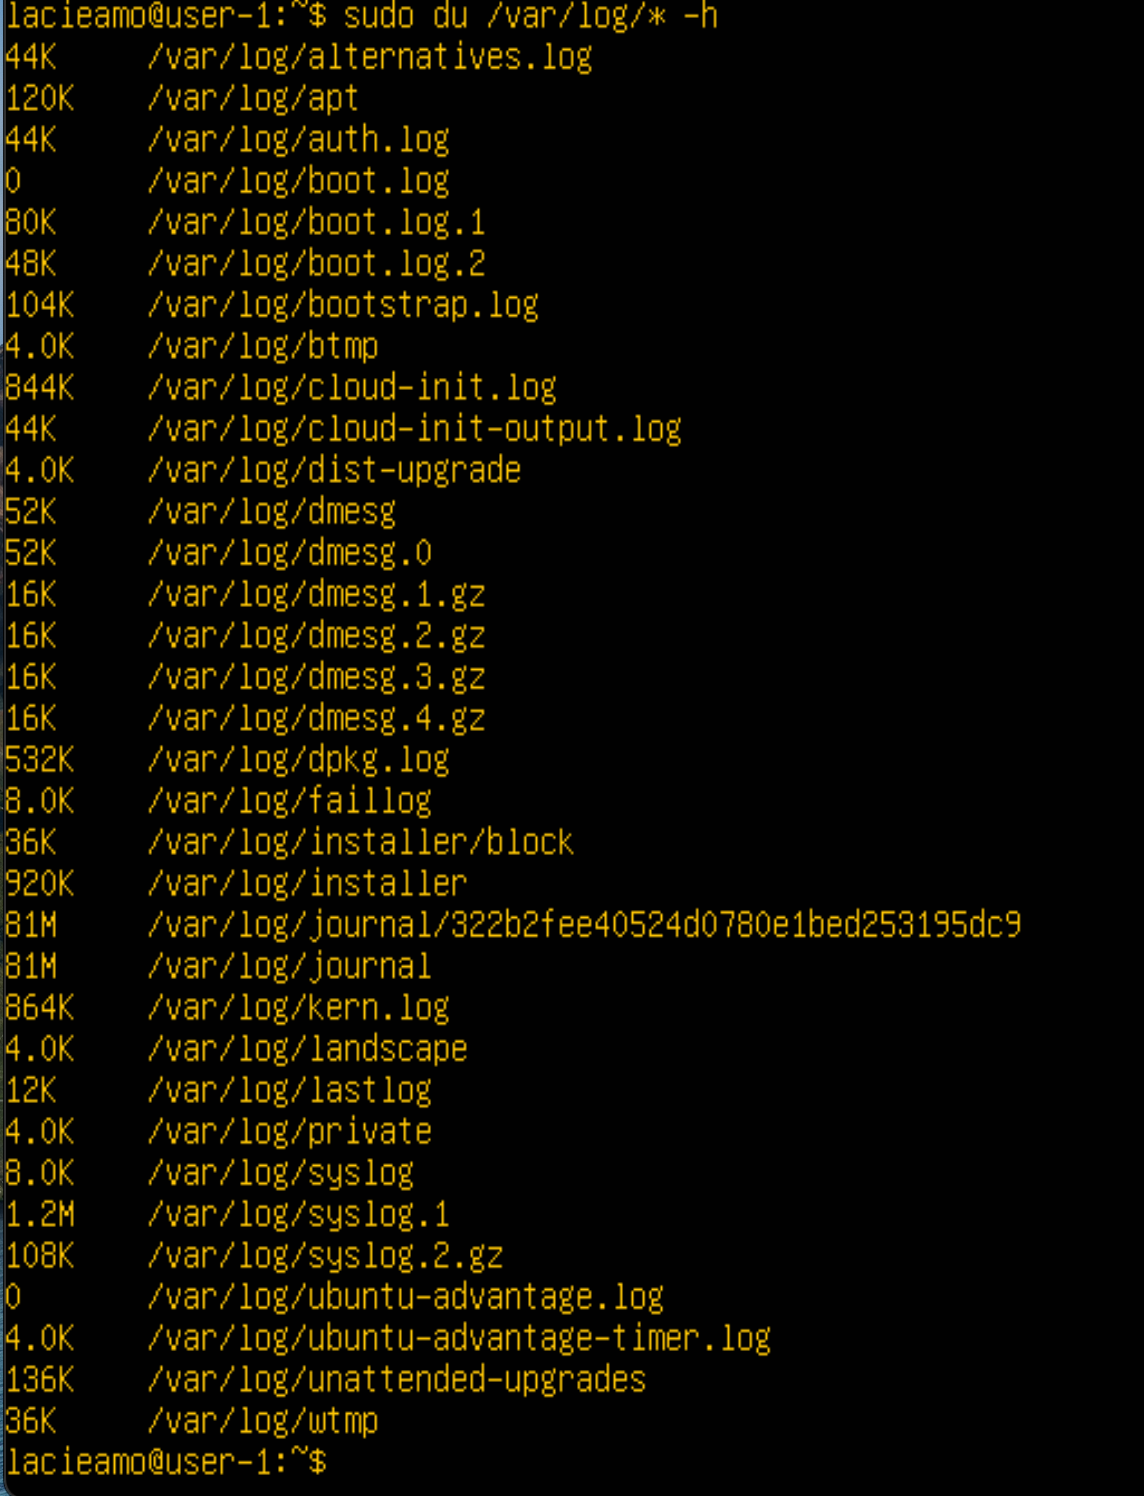 lacieamo@user-1:~$ sudo du /var/log/* -h
44K /var/log/alternatives.log
120K /var/log/apt
44K /var/log/auth.log
0 /var/log/boot.log
80K /var/log/boot.log.1
48K /var/log/boot.log.2
104K /var/log/bootstrap.log
4.0K /var/log/btmp
844K /var/log/cloud-init.log
44K /var/log/cloud-init-output.log
4.0K /var/log/dist-upgrade
52K /var/log/dmesg
52K /var/log/dmesg.0
16K /var/log/dmesg.1.gz
16K /var/log/dmesg.2.gz
16K /var/log/dmesg.3.gz
16K /var/log/dmesg.4.gz
532K /var/log/dpkg.log
8.0K /var/log/faillog
36K /var/log/installer/block
920K /var/log/installer
81M /var/log/journal/322b2fee40524d0780e1bed253195dc9
81M /var/log/journal
864K /var/log/kern.log
4.0K /var/log/landscape
12K /var/log/lastlog
4.0K /var/log/private
8.0K /var/log/syslog
1.2M /var/log/syslog.1
108K /var/log/syslog.2.gz
0 /var/log/ubuntu-advantage.log
4.0K /var/log/ubuntu-advantage-timer.log
136K /var/log/unattended-upgrades
36K /var/log/wtmp
lacieamo@user-1:~$